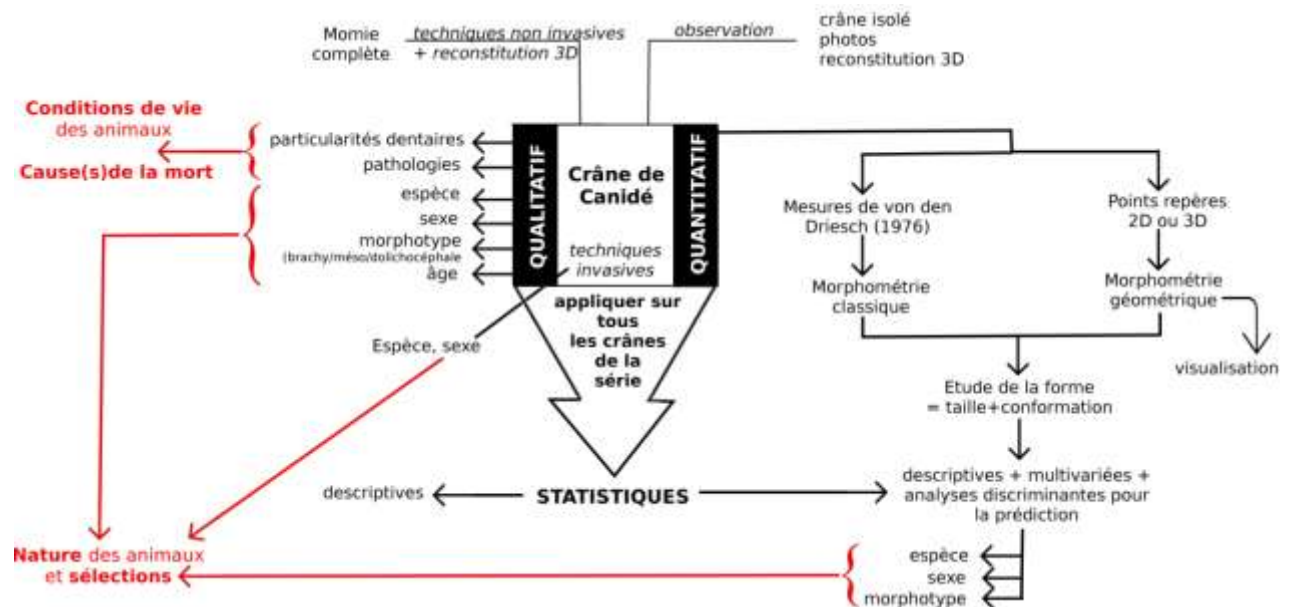 Momie
complète
techniques non invasives
+ reconstitution 3D
observation
crâne isolé
photos
reconstitution 3D
Conditions de vie
des animaux
Cause(s)de la mort
particularités dentaires
pathologies
espèce
sexe
morphotype
(brachy/méso/dolichocéphale
âge
QUALITATIF
Crâne de
Canidé
techniques
invasives
QUANTITATIF
Mesures de von den
Driesch (1976)
Points repères
2D ou 3D
Morphométrie
classique
Morphométrie
géométrique
visualisation
appliquer sur
tous
les crânes
de la
série
Espèce, sexe
Etude de la forme
= taille+conformation
descriptives
STATISTIQUES
descriptives + multivariées +
analyses discriminantes pour
la prédiction
Nature des animaux
et sélections
espèce
sexe
morphotype